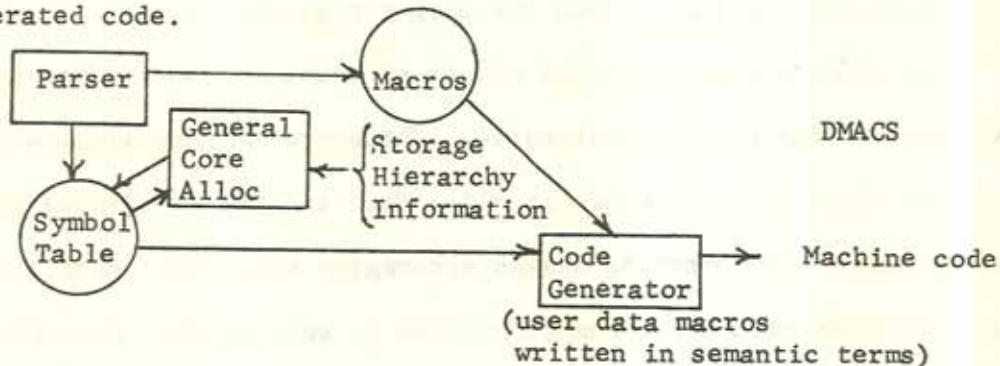 erated code.
Parser
Macros
General
Core
Alloc
Storage
Hierarchy
Information
DMACS
Symbol
Table
Code
Generator
Machine code
(user data macros
written in semantic terms)